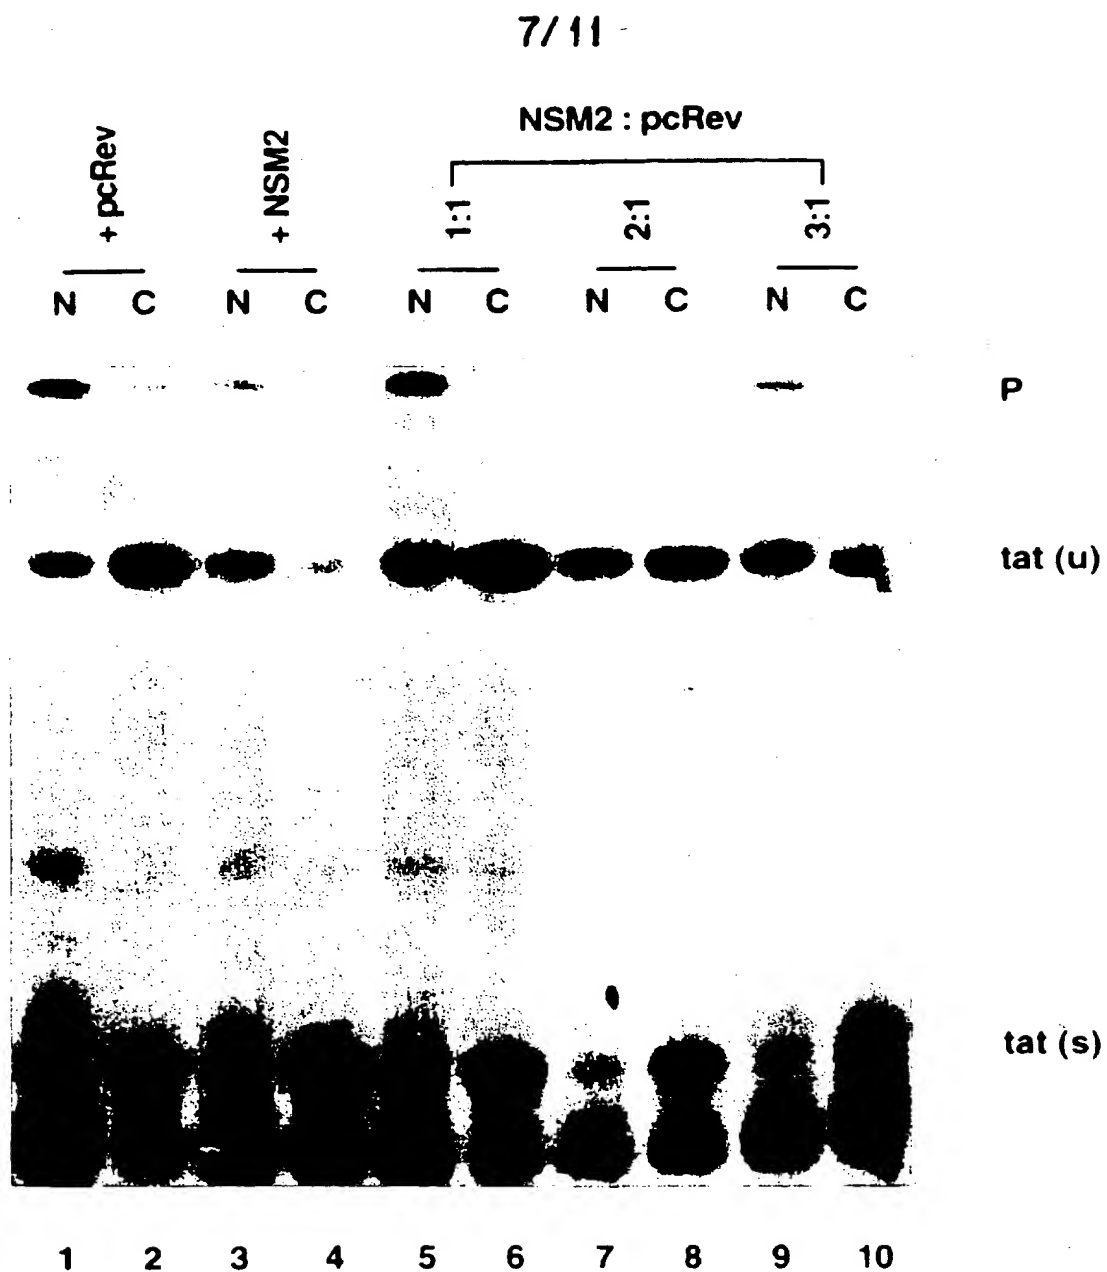 7/11
NSM2 : pcRev
+ pcRev
+ NSM2
1:1
2:1
3:1
N C N C N C N C N C
P
tat (u)
tat (s)
1 2 3 4 5 6 7 8 9 10